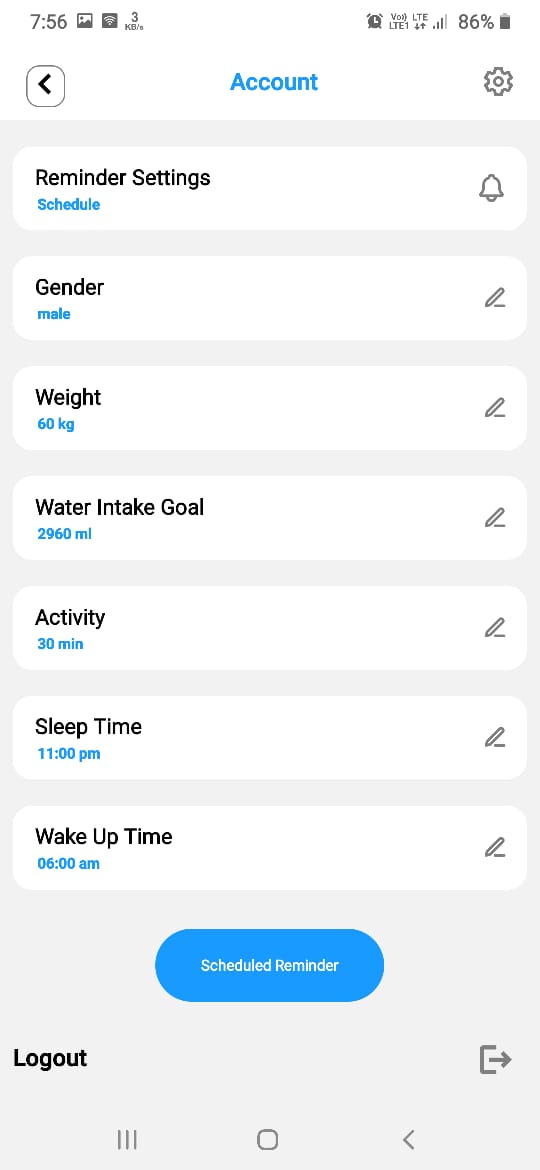 7:56 3 KB/s Vo)) LTE1 LTE 86%
Account
Reminder Settings
Schedule
Gender
male
Weight
60 kg
Water Intake Goal
2960 ml
Activity
30 min
Sleep Time
11:00 pm
Wake Up Time
06:00 am
Scheduled Reminder
Logout